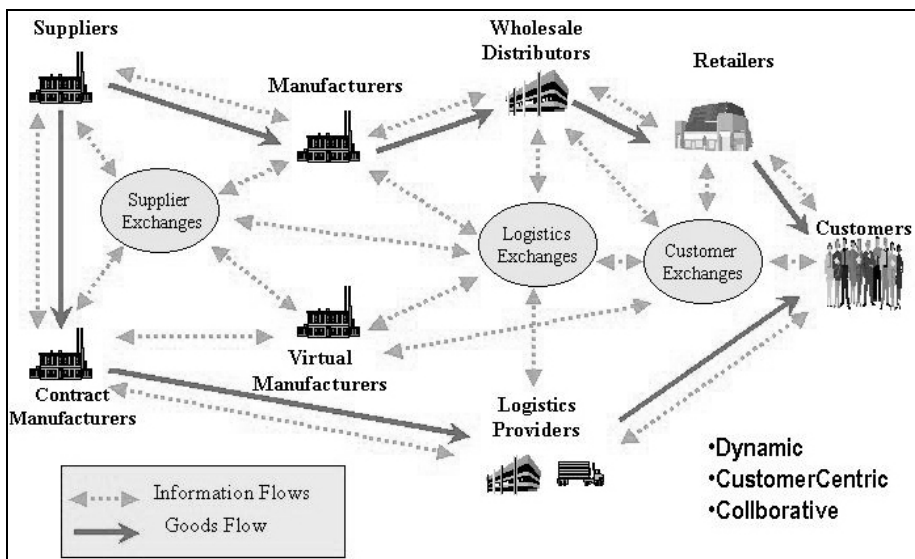 Suppliers
Wholesale
Distributors
Retailers
Manufacturers
Supplier
Exchanges
Logistics
Exchanges
Customer
Exchanges
Customers
Virtual
Manufacturers
Contract
Manufacturers
Logistics
Providers
•Dynamic
•CustomerCentric
•Collborative
Information Flows
Goods Flow